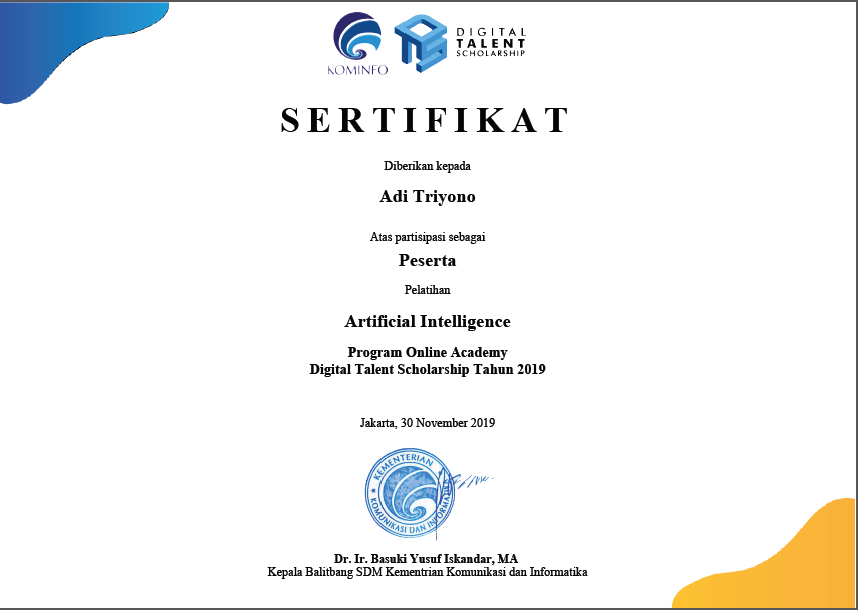 KOMINFO
DIGITAL
TALENT
SCHOLARSHIP
SERTIFIKAT
Diberikan kepada
Adi Triyono
Atas partisipasi sebagai
Peserta
Pelatihan
Artificial Intelligence
Program Online Academy
Digital Talent Scholarship Tahun 2019
Jakarta, 30 November 2019
KEMENTERIAN
KOMUNIKASI DAN INFORMATIKA
Dr. Ir. Basuki Yusuf Iskandar, MA
Kepala Balitbang SDM Kementrian Komunikasi dan Informatika